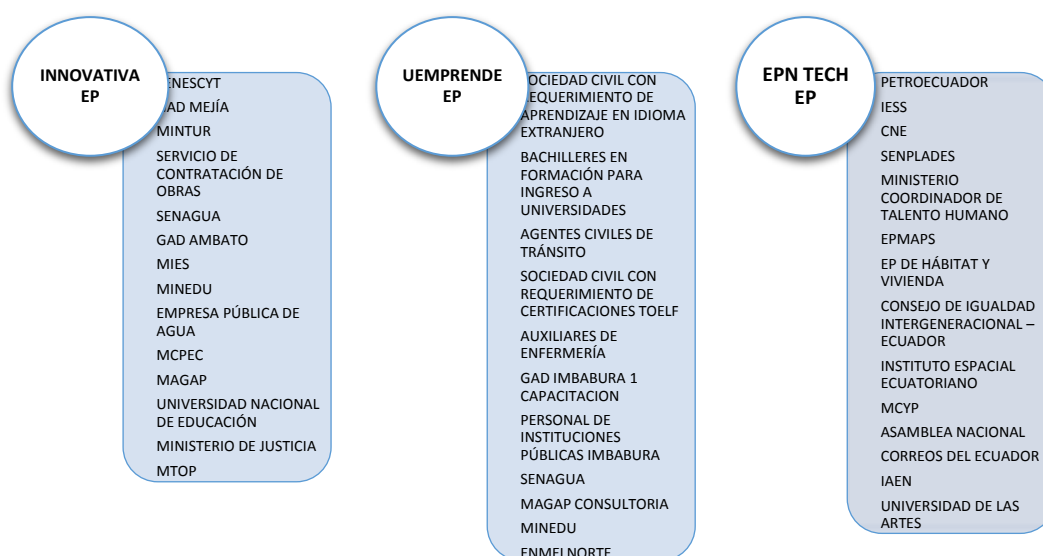 INNOVATIVA
EP
ENESCYT
AD MEJÍA
MINTUR
SERVICIO DE
CONTRATACIÓN DE
OBRAS
SENAGUA
GAD AMBATO
MIES
MINEDU
EMPRESA PÚBLICA DE
AGUA
MCPEC
MAGAP
UNIVERSIDAD NACIONAL
DE EDUCACIÓN
MINISTERIO DE JUSTICIA
MTOP
UEMPRENDE
EP
OCIEDAD CIVIL CON
EQUERIMIENTO DE
APRENDIZAJE EN IDIOMA
EXTRANJERO
BACHILLERES EN
FORMACIÓN PARA
INGRESO A
UNIVERSIDADES
AGENTES CIVILES DE
TRÁNSITO
SOCIEDAD CIVIL CON
REQUERIMIENTO DE
CERTIFICACIONES TOELF
AUXILIARES DE
ENFERMERÍA
GAD IMBABURA 1
CAPACITACION
PERSONAL DE
INSTITUCIONES
PÚBLICAS IMBABURA
SENAGUA
MAGAP CONSULTORIA
MINEDU
ENMELNORTE
EPN TECH
EP
PETROECUADOR
IESS
CNE
SENPLADES
MINISTERIO
COORDINADOR DE
TALENTO HUMANO
EPMAPS
EP DE HÁBITAT Y
VIVIENDA
CONSEJO DE IGUALDAD
INTERGENERACIONAL –
ECUADOR
INSTITUTO ESPACIAL
ECUATORIANO
MCYP
ASAMBLEA NACIONAL
CORREOS DEL ECUADOR
IAEN
UNIVERSIDAD DE LAS
ARTES